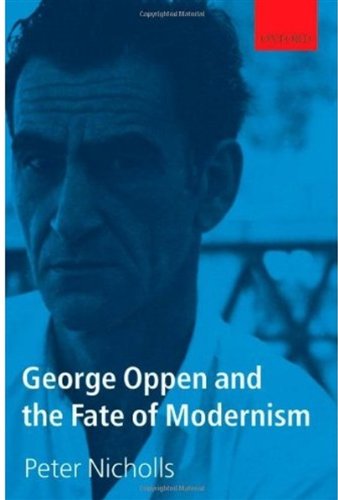 OXFORD
George Oppen and
the Fate of Modernism
Peter Nicholls